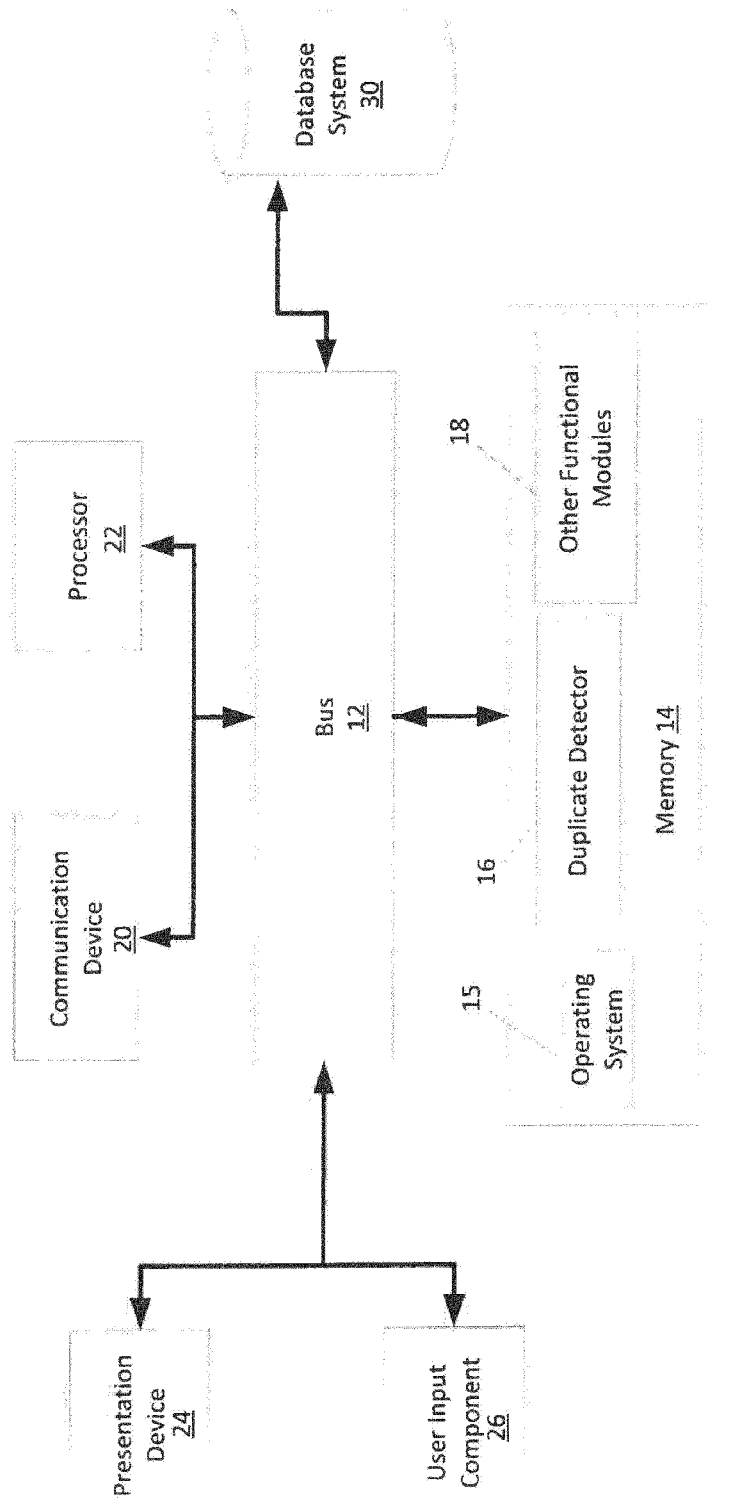 Communication
Device
20
Processor
22
Presentation
Device
24
Bus
12
Database
System
30
User Input
Component
26
15
16
18
Operating
System
Duplicate Detector
Other Functional
Modules
Memory 14